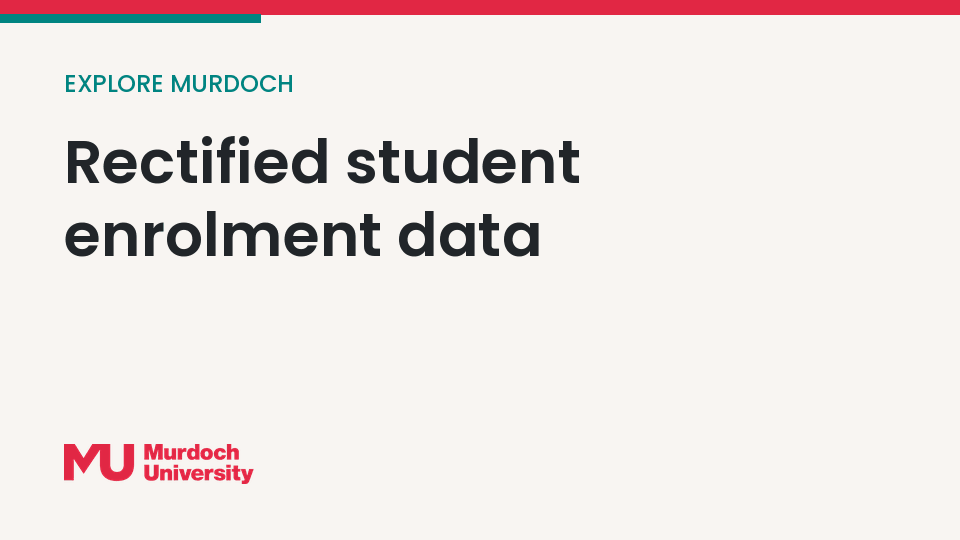 EXPLORE MURDOCH
Rectified student
enrolment data
MU
Murdoch
University